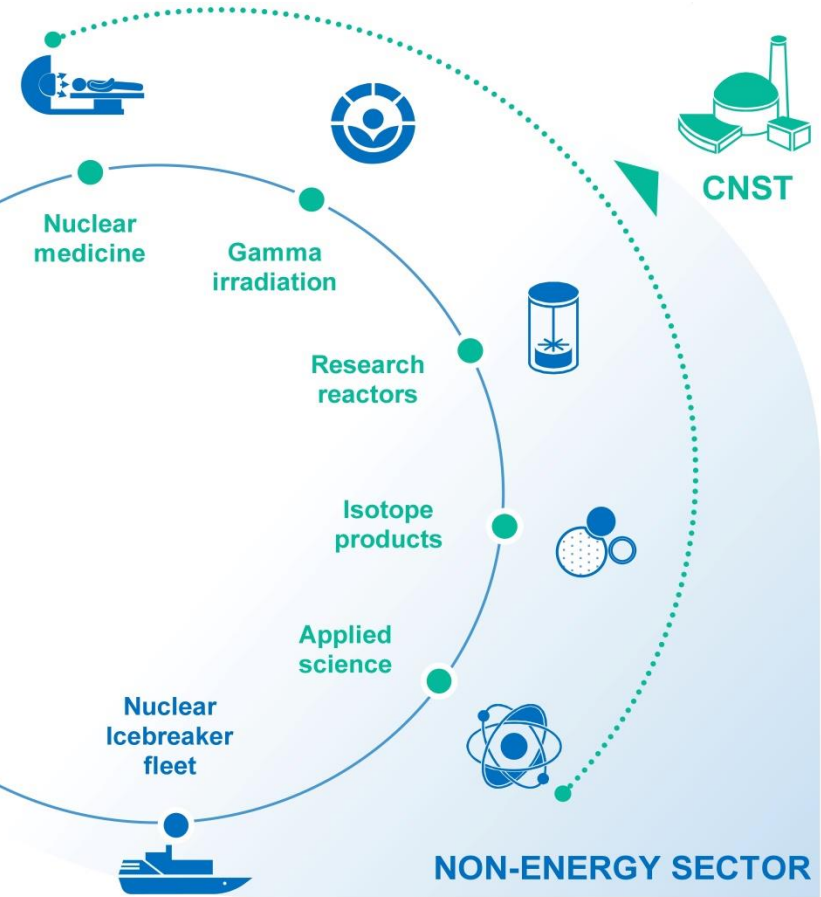 CNST
Nuclear
medicine
Gamma
irradiation
Research
reactors
Isotope
products
Applied
science
Nuclear
Icebreaker
fleet
NON-ENERGY SECTOR